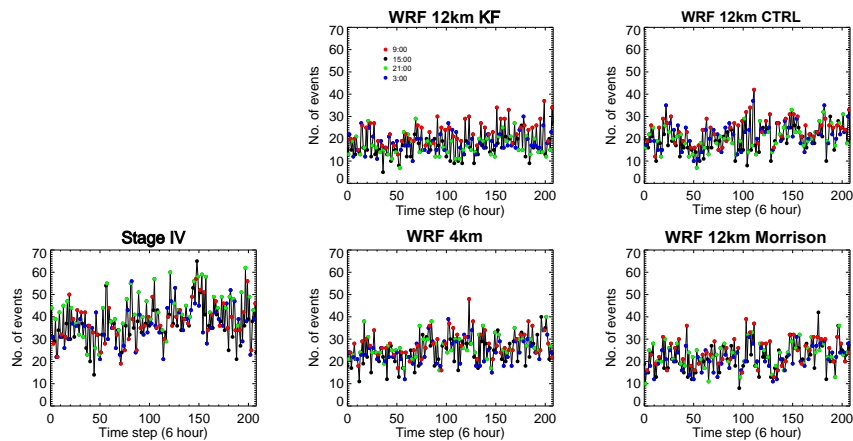 WRF 12km KF
70
60
50
40
30
20
10
0
No. of events
9:00
15:00
21:00
3:00
0 50 100 150 200
Time step (6 hour)
WRF 12km CTRL
70
60
50
40
30
20
10
0
No. of events
0 50 100 150 200
Time step (6 hour)
Stage IV
70
60
50
40
30
20
10
0
No. of events
0 50 100 150 200
Time step (6 hour)
WRF 4km
70
60
50
40
30
20
10
0
No. of events
0 50 100 150 200
Time step (6 hour)
WRF 12km Morrison
70
60
50
40
30
20
10
0
No. of events
0 50 100 150 200
Time step (6 hour)